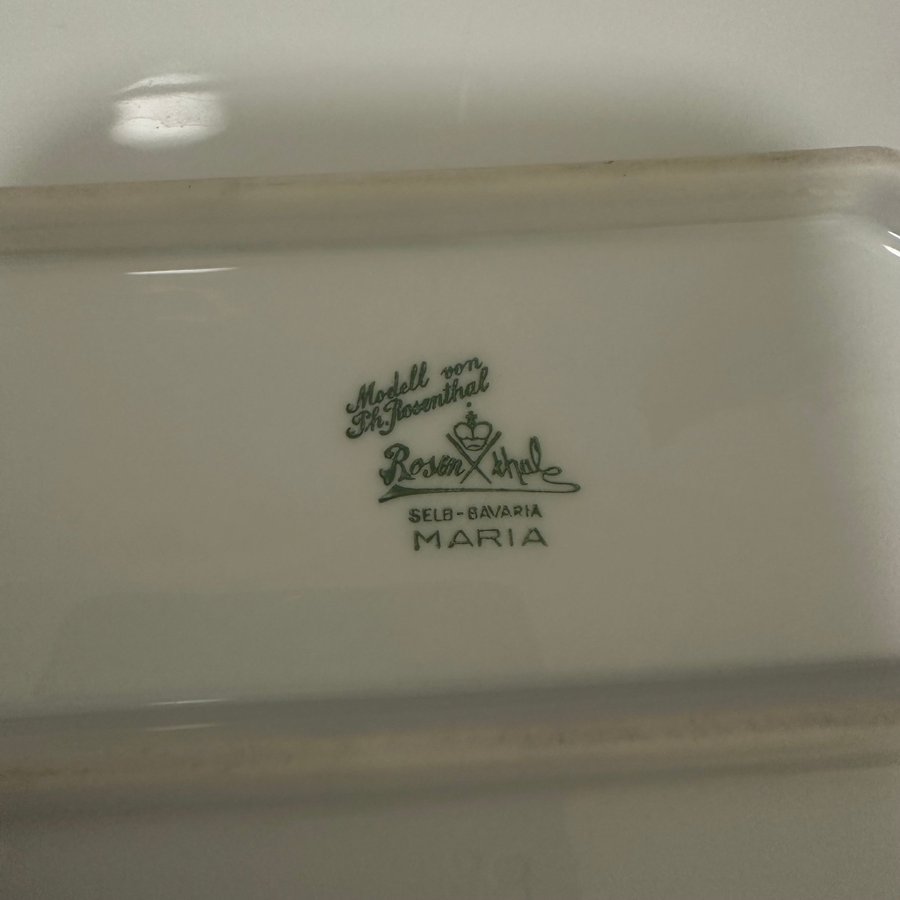 Modell von
Ph. Rosenthal
Rosenthal
SELB-BAVARIA
MARIA